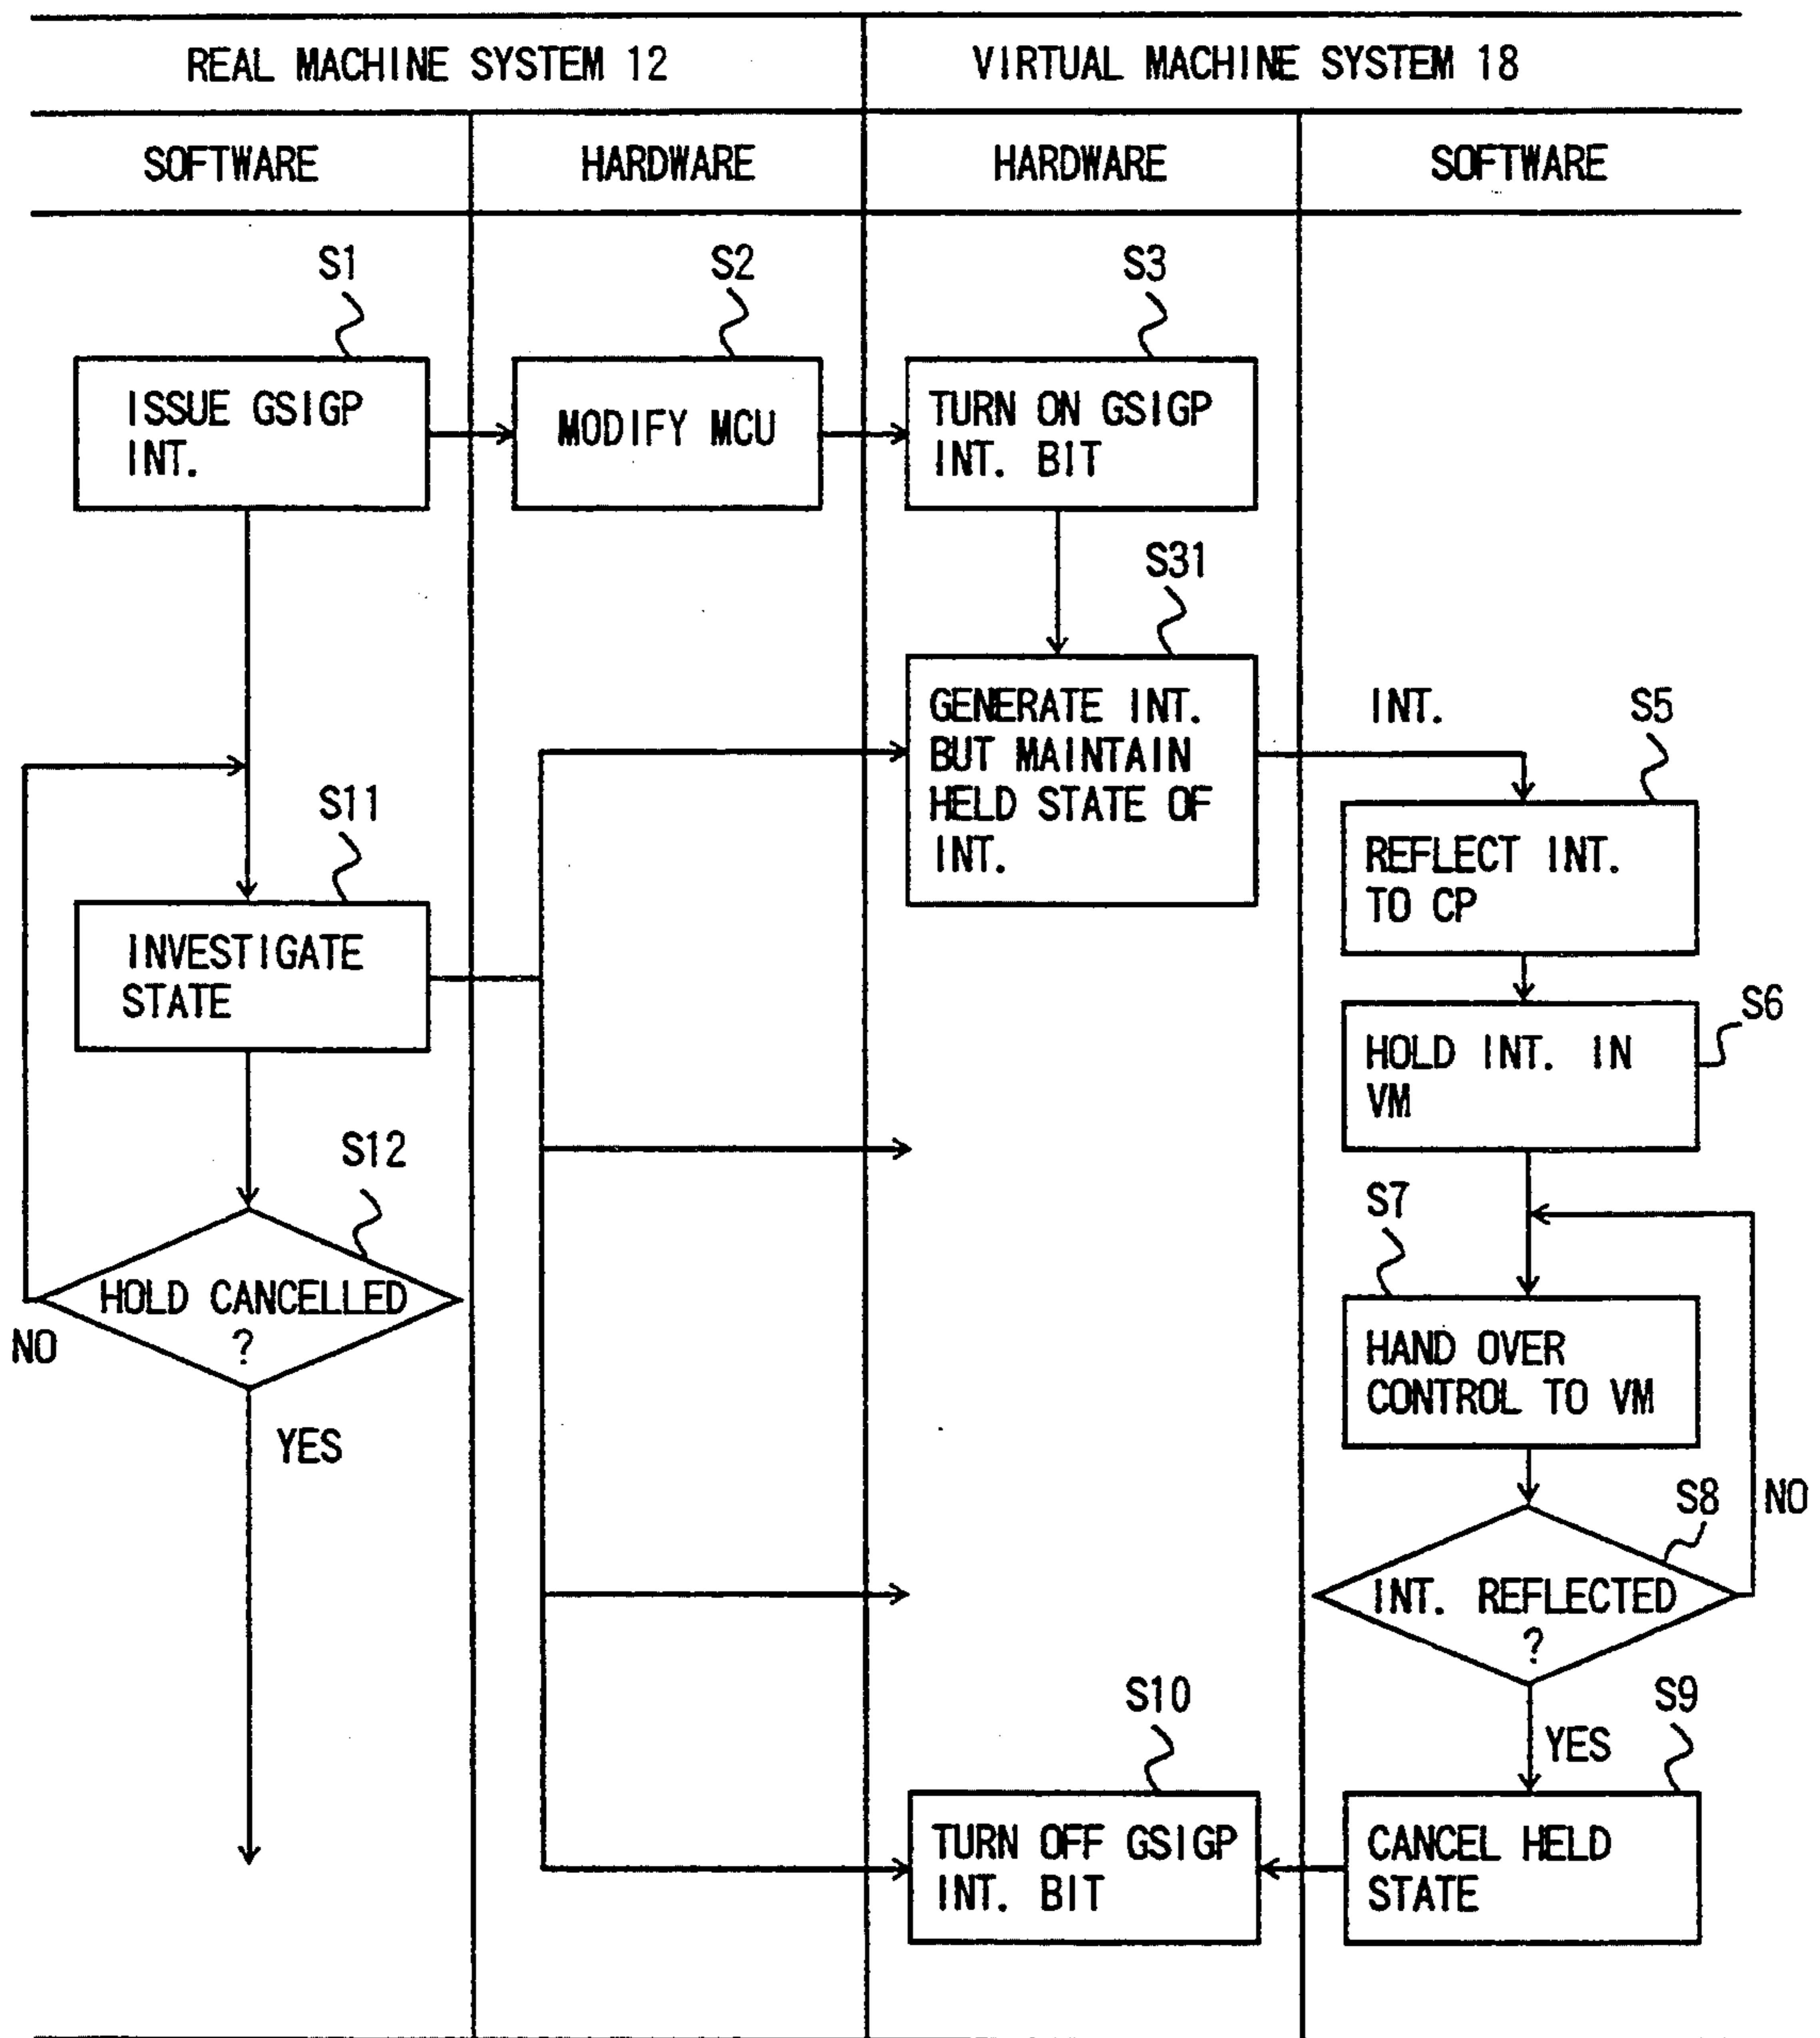 REAL MACHINE SYSTEM 12
VIRTUAL MACHINE SYSTEM 18
SOFTWARE
HARDWARE
HARDWARE
SOFTWARE
S1
S2
S3
ISSUE GSIGP
INT.
MODIFY MCU
TURN ON GSIGP
INT. BIT
S31
GENERATE INT.
BUT MAINTAIN
HELD STATE OF
INT.
INT.
S5
REFLECT INT.
TO CP
S11
INVESTIGATE
STATE
S6
HOLD INT. IN
VM
S12
HOLD CANCELLED
?
NO
YES
S7
HAND OVER
CONTROL TO VM
S8
NO
INT. REFLECTED
?
YES
S10
S9
TURN OFF GSIGP
INT. BIT
CANCEL HELD
STATE